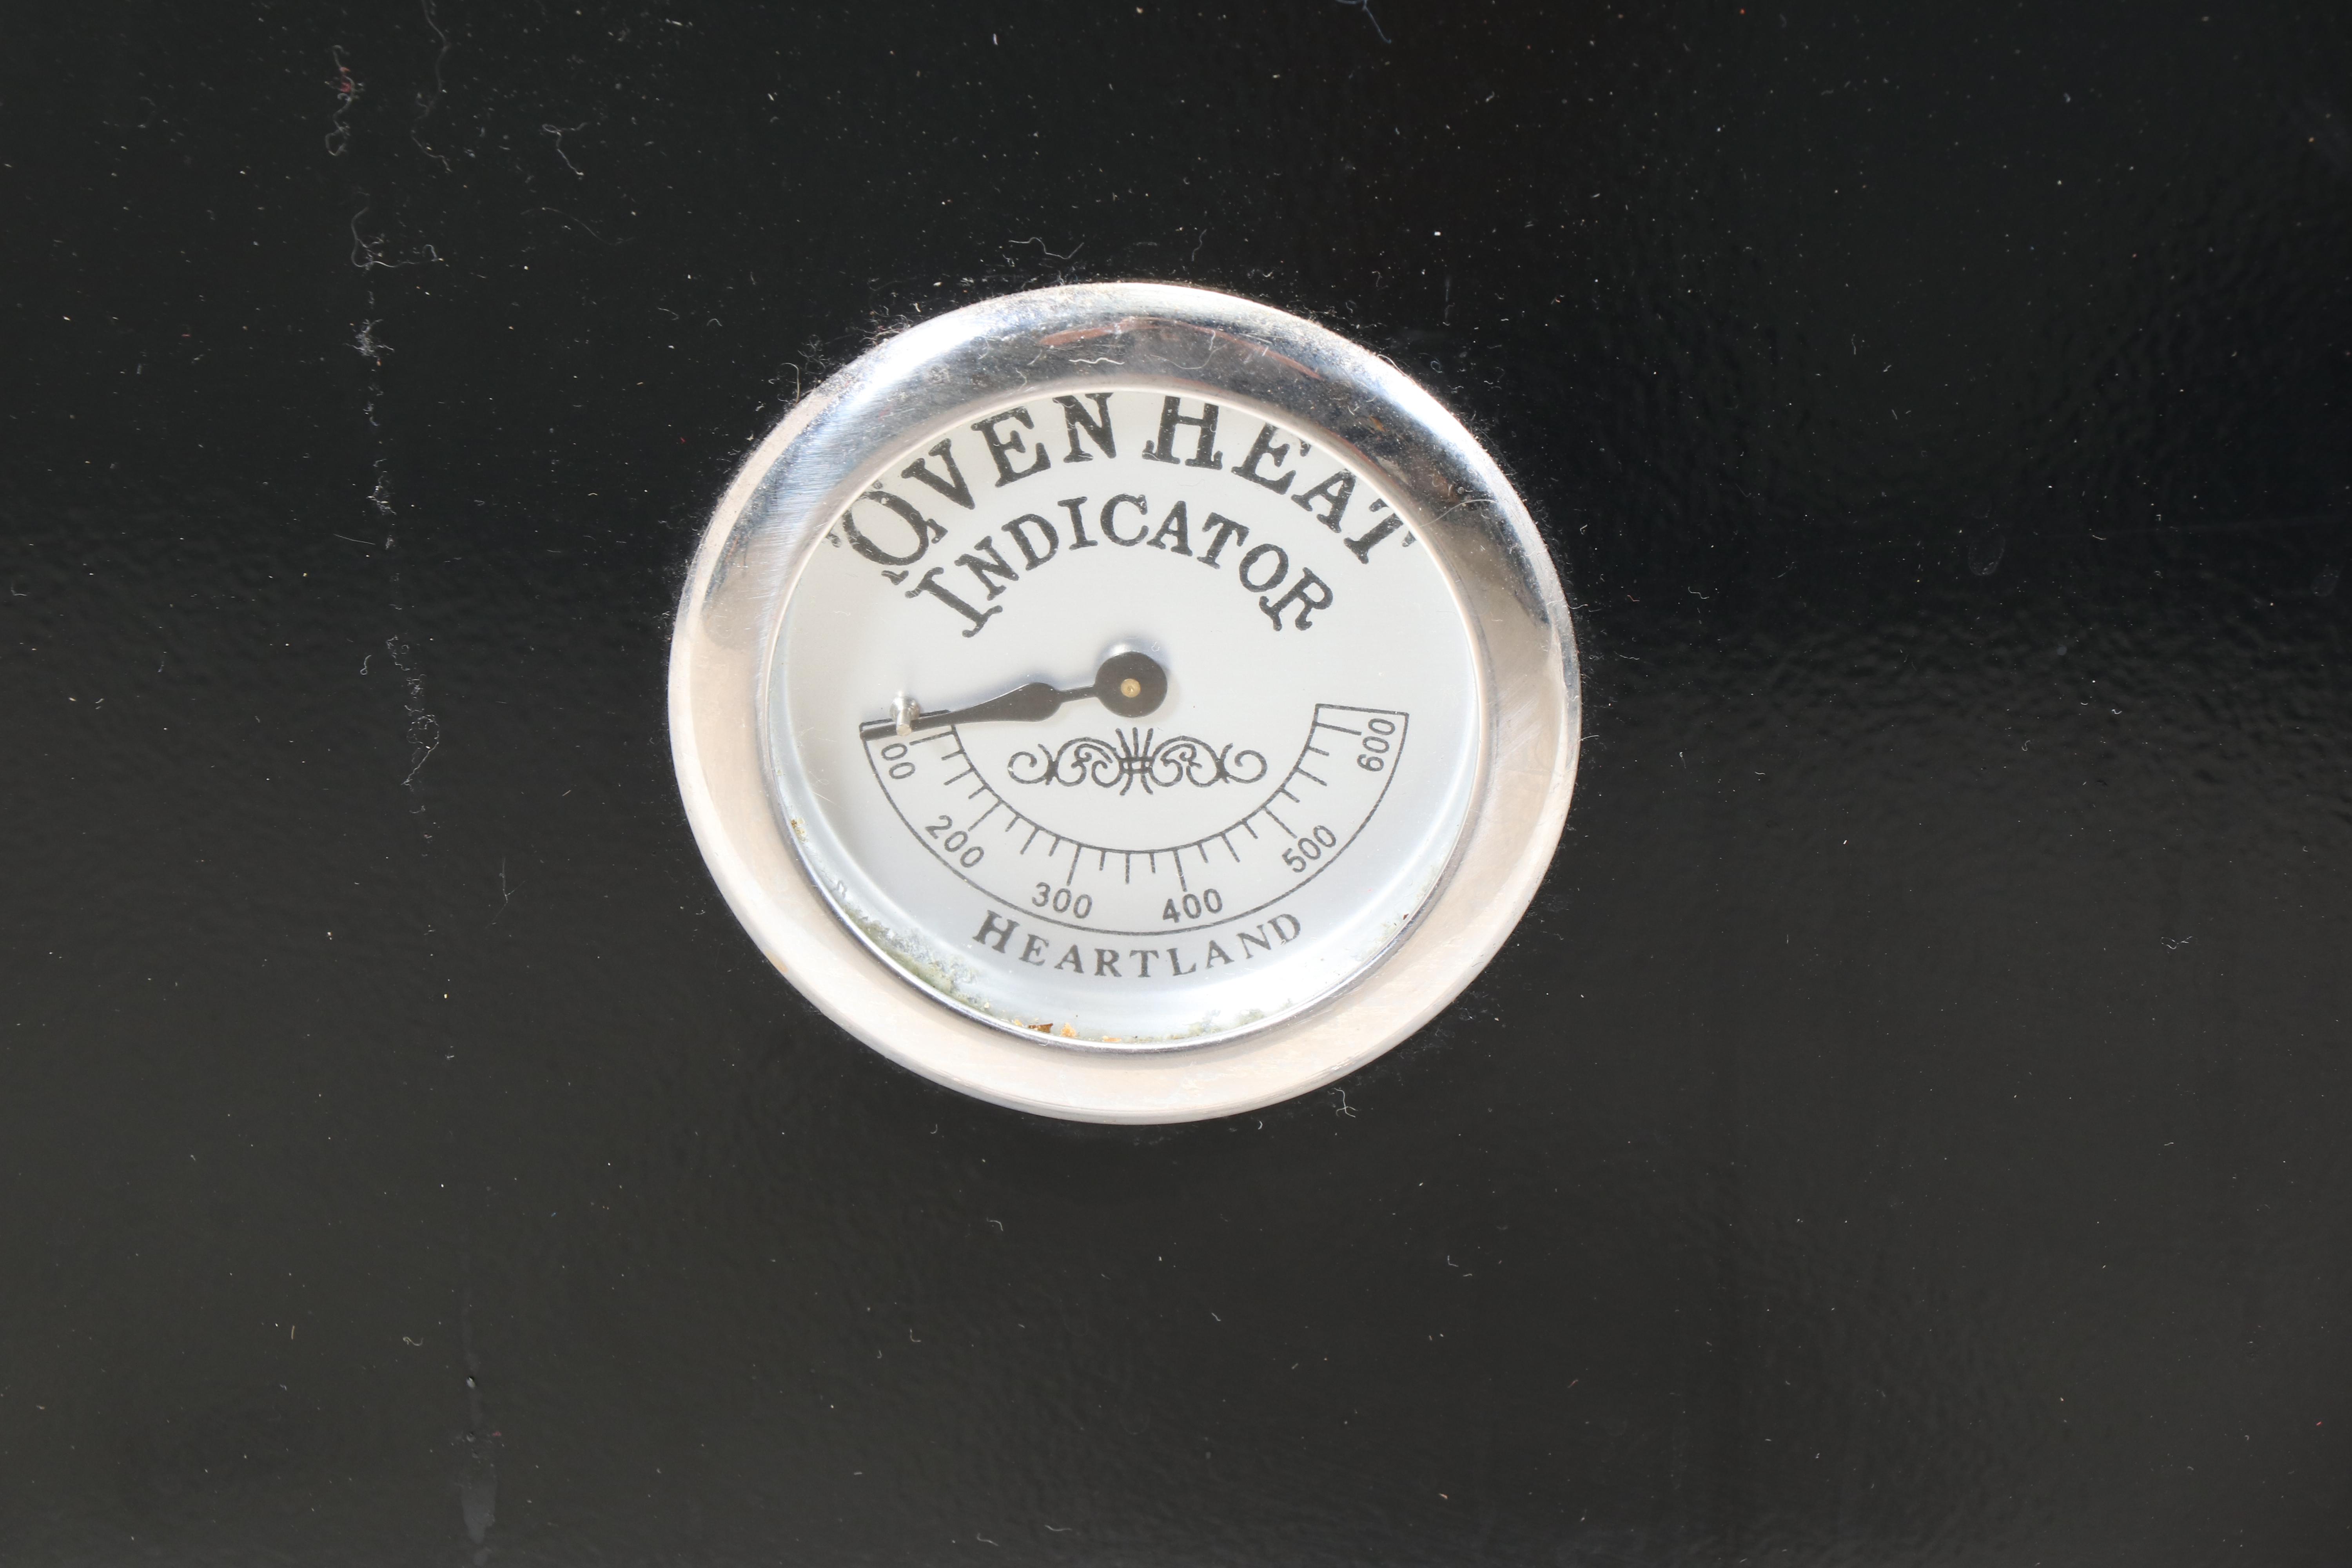 OVEN HEAT
INDICATOR
00 200 300 400 500 600
HEARTLAND